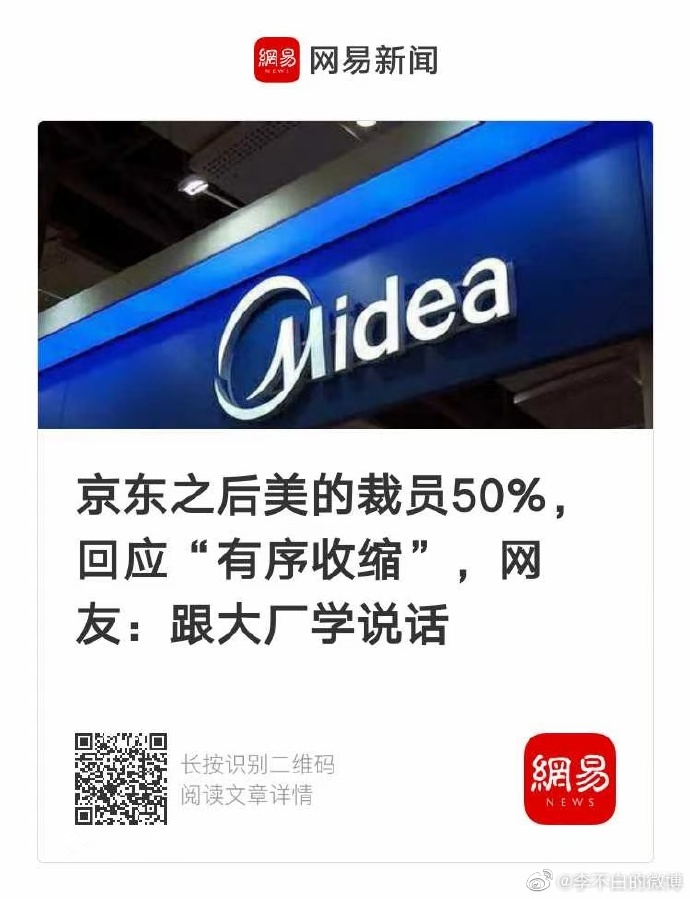 網易
NEWS
网易新闻
Midea
京东之后美的裁员50%，
回应“有序收缩”，网
友：跟大厂学说话
长按识别二维码
阅读文章详情
網易
NEWS
@李不白的微博